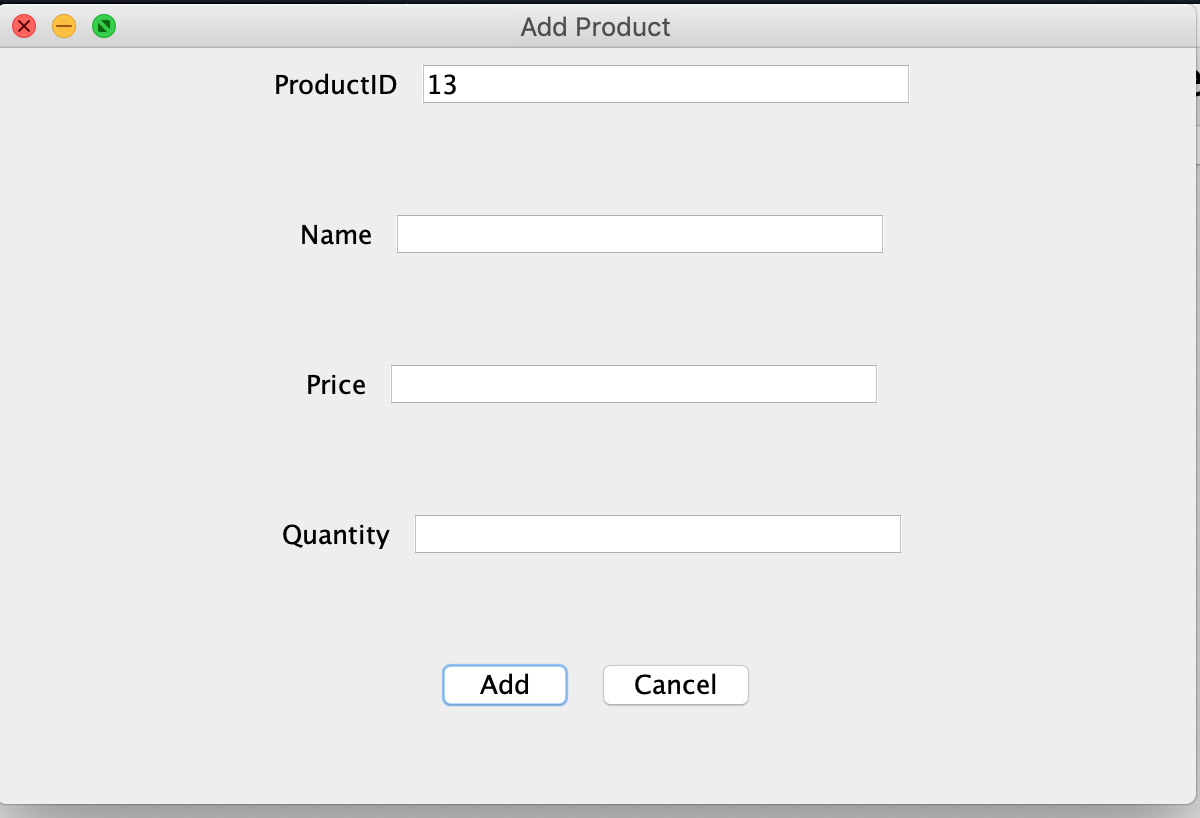 Add Product
ProductID 13
Name
Price
Quantity
Add Cancel